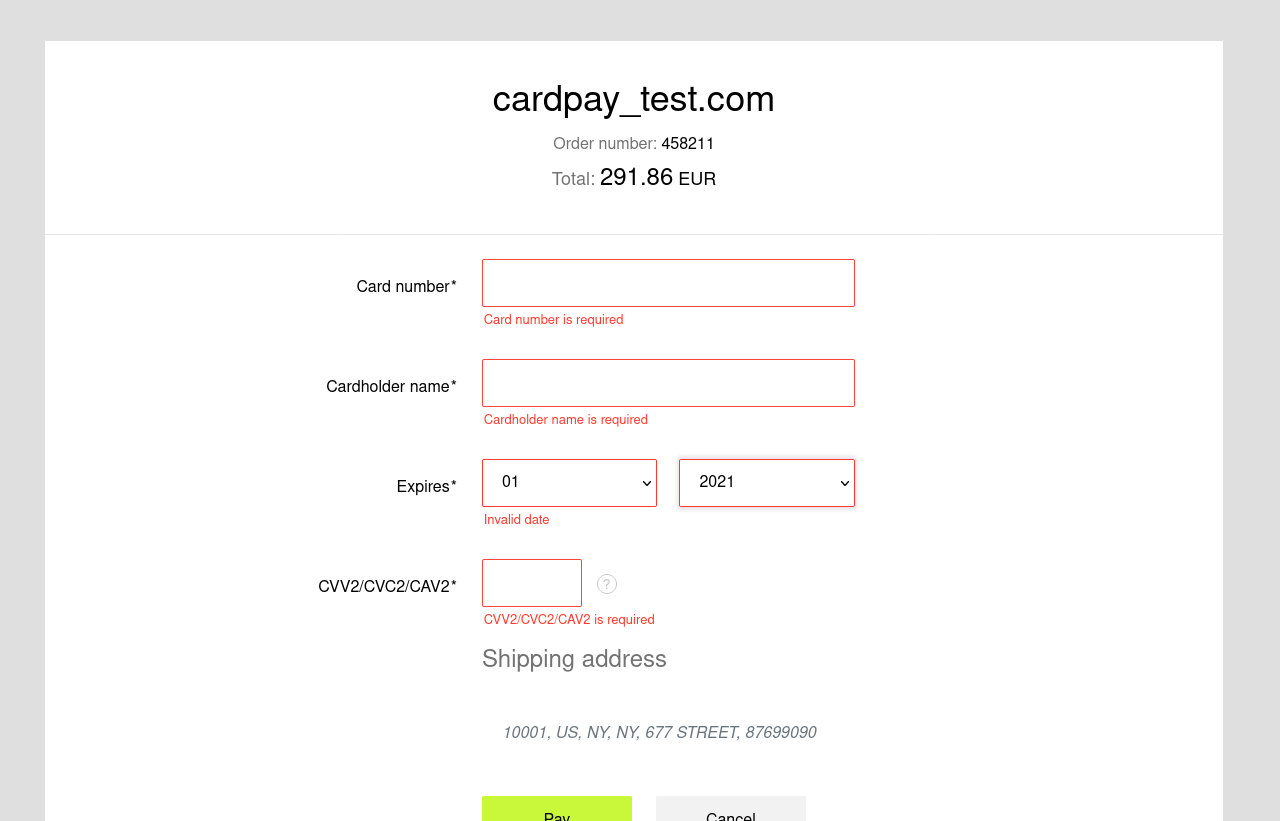 cardpay_test.com
Order number: 458211
Total: 291.86 EUR
Card number*
Card number is required
Cardholder name*
Cardholder name is required
Expires* 01 2021
Invalid date
CVV2/CVC2/CAV2* ?
CVV2/CVC2/CAV2 is required
Shipping address
10001, US, NY, NY, 677 STREET, 87699090
Pay Cancel